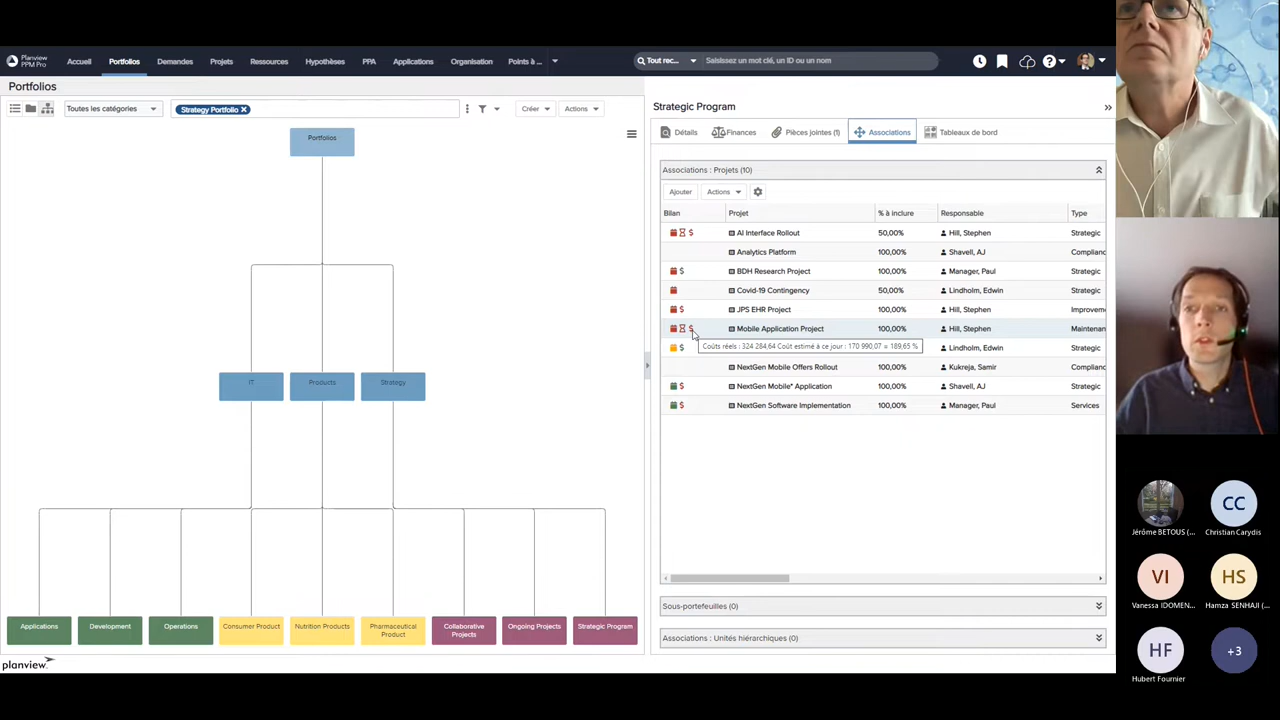 Planview
PPM Pro
Accueil
Portfolios
Demandes
Projets
Ressources
Hypothèses
PPA
Applications
Organisation
Points à ...
Tout rec...
Saisissez un mot clé, un ID ou un nom
Portfolios
Toutes les catégories
Strategy Portfolio
Créer
Actions
Portfolios
IT
Products
Strategy
Applications
Development
Operations
Consumer Product
Nutrition Products
Pharmaceutical
Product
Collaborative
Projects
Ongoing Projects
Strategic Program
planview
Strategic Program
Détails
Finances
Pièces jointes (1)
Associations
Tableaux de bord
Associations : Projets (10)
Ajouter
Actions
Bilan Projet % à inclure Responsable Type
AI Interface Rollout 50,00% Hill, Stephen Strategic
Analytics Platform 100,00% Shavell, AJ Complianc
$ BDH Research Project 100,00% Manager, Paul Strategic
Covid-19 Contingency 50,00% Lindholm, Edwin Strategic
$ JPS EHR Project 100,00% Hill, Stephen Improveme
$ Mobile Application Project 100,00% Hill, Stephen Maintenan
Coûts réels : 324 284,64 Coût estimé à ce jour : 170 990,07 = 189,65 %
$ Lindholm, Edwin Strategic
NextGen Mobile Offers Rollout 100,00% Kukreja, Samir Complianc
$ NextGen Mobile* Application 100,00% Shavell, AJ Strategic
$ NextGen Software Implementation 100,00% Manager, Paul Services
Sous-portefeuilles (0)
Associations : Unités hiérarchiques (0)
CC
Jérôme BETOUS (...
Christian Carydis
VI
HS
Vanessa IDOMEN...
Hamza SENHAJI (...
HF
+3
Hubert Fournier